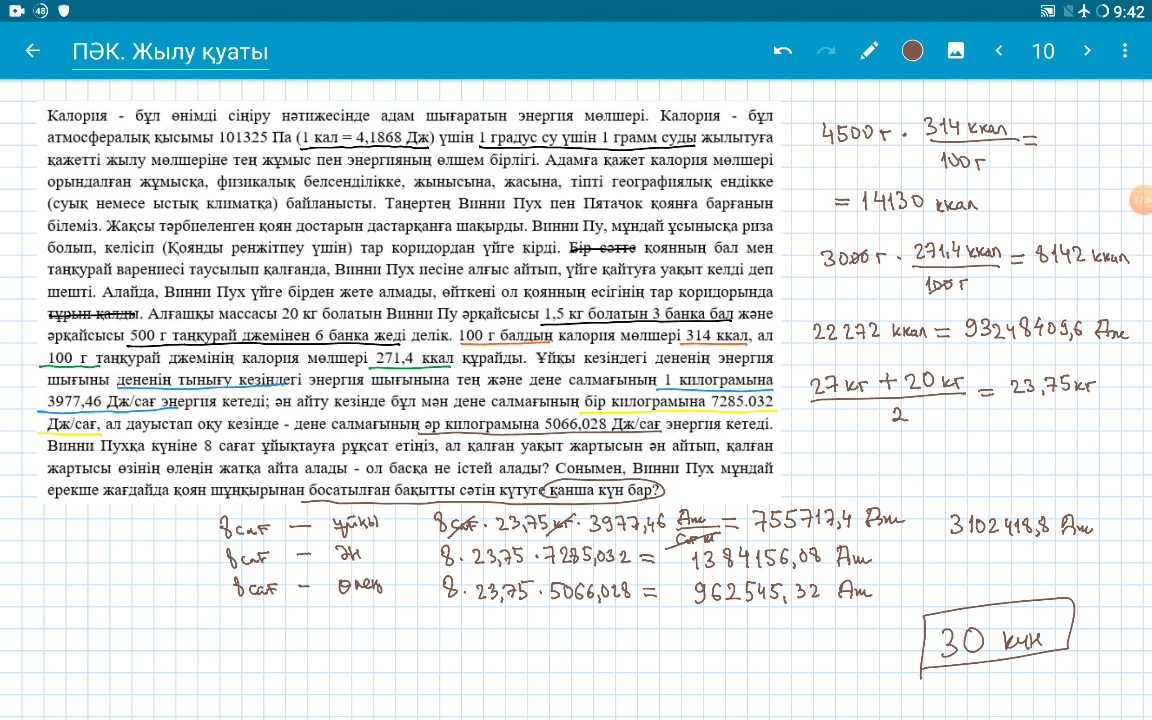 48
9:42
ПӘК. Жылу қуаты
10
Калория - бұл өнімді сіңіру нәтижесінде адам шығаратын энергия мөлшері. Калория - бұл
атмосфералық қысымы 101325 Па (1 кал = 4,1868 Дж) үшін 1 градус су үшін 1 грамм суды жылытуға
қажетті жылу мөлшеріне тең жұмыс пен энергияның өлшем бірлігі. Адамға қажет калория мөлшері
орындалған жұмысқа, физикалық белсенділікке, жынысына, жасына, тіпті географиялық ендікке
(суық немесе ыстық климатқа) байланысты. Таңертең Винни Пух пен Пятачок қоянға барғанын
білеміз. Жақсы тәрбиеленген қоян достарын дастарқанға шақырды. Винни Пу, мұндай ұсынысқа риза
болып, келісіп (Қоянды ренжітпеу үшін) тар коридордан үйге кірді. Бір сәтте қоянның бал мен
таңқурай варениесі таусылып қалғанда, Винни Пух иесіне алғыс айтып, үйге қайтуға уақыт келді деп
шешті. Алайда, Винни Пух үйге бірден жете алмады, өйткені ол қоянның есігінің тар коридорында
тұрып қалды. Алғашқы массасы 20 кг болатын Винни Пу әрқайсысы 1,5 кг болатын 3 банка бал және
әрқайсысы 500 г таңқурай джемінен 6 банка жеді делік. 100 г балдың калория мөлшері 314 ккал, ал
100 г таңқурай джемінің калория мөлшері 271,4 ккал құрайды. Ұйқы кезіндегі дененің энергия
шығыны дененің тынығу кезіндегі энергия шығынына тең және дене салмағының 1 килограмына
3977,46 Дж/сағ энергия кетеді; ән айту кезінде бұл мән дене салмағының бір килограмына 7285.032
Дж/сағ, ал дауыстап оқу кезінде - дене салмағының әр килограмына 5066,028 Дж/сағ энергия кетеді.
Винни Пухқа күніне 8 сағат ұйықтауға рұқсат етіңіз, ал қалған уақыт жартысын ән айтып, қалған
жартысы өзінің өлеңін жатқа айта алады - ол басқа не істей алады? Сонымен, Винни Пух мұндай
ерекше жағдайда қоян шұңқырынан босатылған бақытты сәтін күтуге қанша күн бар?
4500 г · 314 ккал =
100 г
= 14130 ккал
3000 г · 271,4 ккал = 8142 ккал
100 г
22272 ккал = 93248409,6 Дж
27 кг + 20 кг = 23,75 кг
2
8 сағ — ұйқы 8 сағ · 23,75 кг · 3977,46 Дж = 755717,4 Дж
сағ·кг
8 сағ — ән 8 · 23,75 · 7285,032 = 1384156,08 Дж
8 сағ — өлең 8 · 23,75 · 5066,028 = 962545,32 Дж
3102418,8 Дж
30 күн